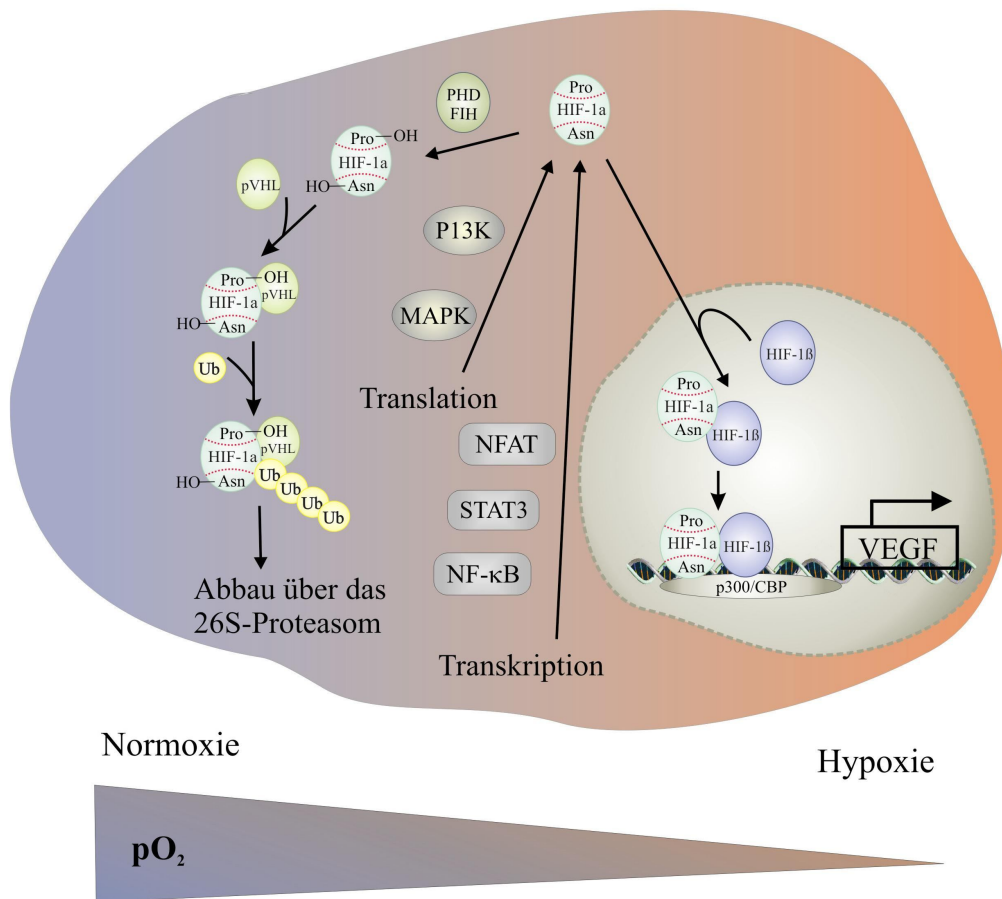 PHD
FIH
Pro
HIF-1a
Asn
Pro OH
HIF-1a
HO Asn
pVHL
P13K
Pro OH
HIF-1a pVHL
HO Asn
MAPK
Ub
HIF-1ß
Translation
Pro
HIF-1a
Asn
HIF-1ß
Pro OH
HIF-1a pVHL
HO Asn
Ub
Ub
Ub
Ub
NFAT
STAT3
NF-κB
Pro
HIF-1a
Asn
HIF-1ß
VEGF
p300/CBP
Abbau über das
26S-Proteasom
Transkription
Normoxie
Hypoxie
pO₂